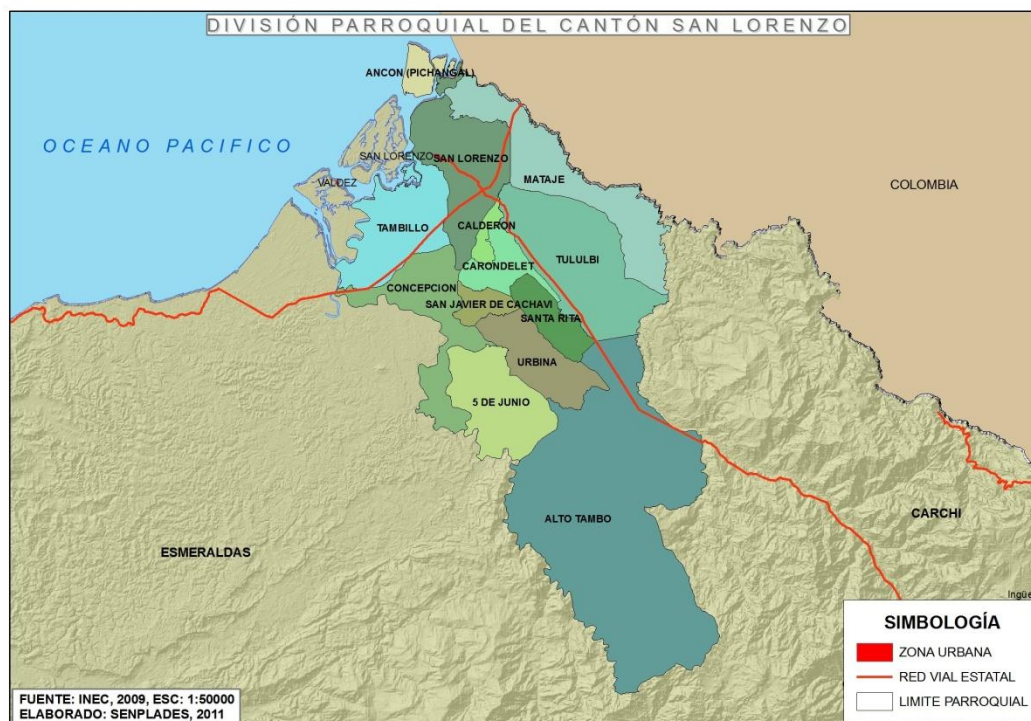 DIVISIÓN PARROQUIAL DEL CANTÓN SAN LORENZO
ANCON (PICHANGAL)
OCEANO PACIFICO
SAN LORENZO
SAN LORENZO
MATAJE
COLOMBIA
VALDEZ
TAMBILLO
CALDERON
TULULBI
CARONDELET
CONCEPCION
SAN JAVIER DE CACHAVI
SANTA RITA
URBINA
5 DE JUNIO
ALTO TAMBO
CARCHI
ESMERALDAS
Ingüe
SIMBOLOGÍA
ZONA URBANA
RED VIAL ESTATAL
LIMITE PARROQUIAL
FUENTE: INEC, 2009, ESC: 1:50000
ELABORADO: SENPLADES, 2011